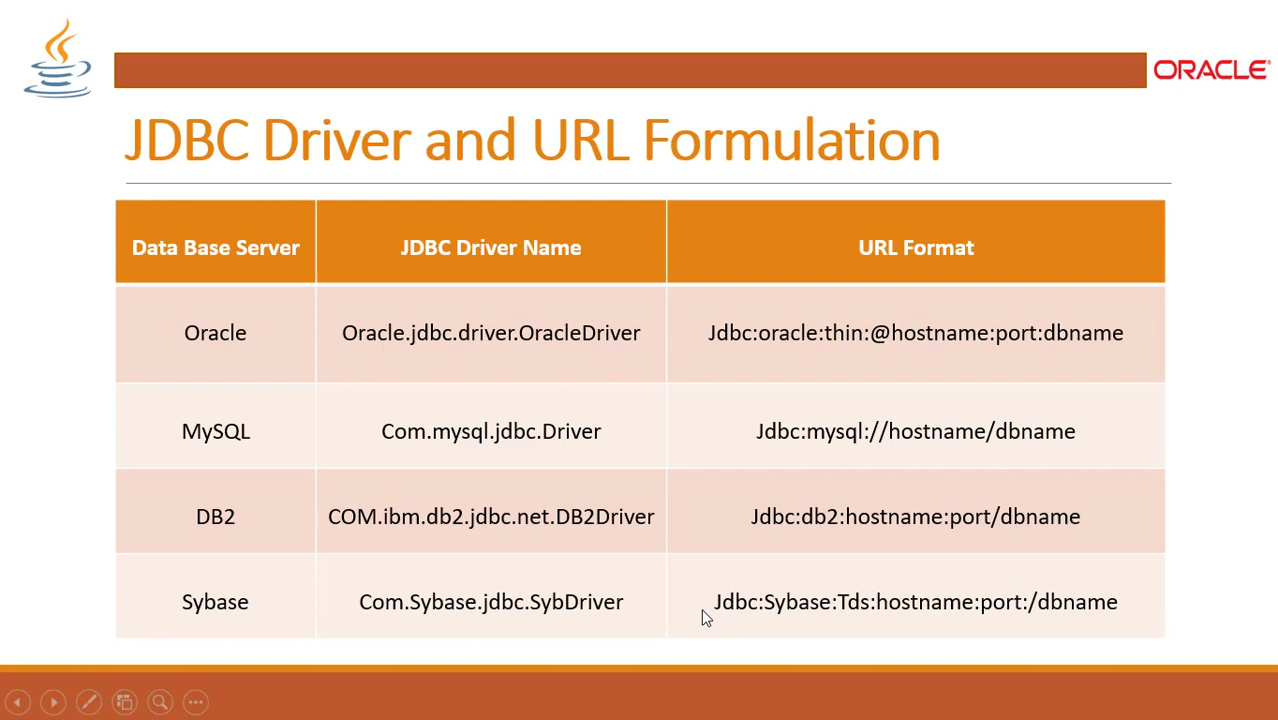 ORACLE
JDBC Driver and URL Formulation
Data Base Server JDBC Driver Name URL Format
Oracle Oracle.jdbc.driver.OracleDriver Jdbc:oracle:thin:@hostname:port:dbname
MySQL Com.mysql.jdbc.Driver Jdbc:mysql://hostname/dbname
DB2 COM.ibm.db2.jdbc.net.DB2Driver Jdbc:db2:hostname:port/dbname
Sybase Com.Sybase.jdbc.SybDriver Jdbc:Sybase:Tds:hostname:port:/dbname